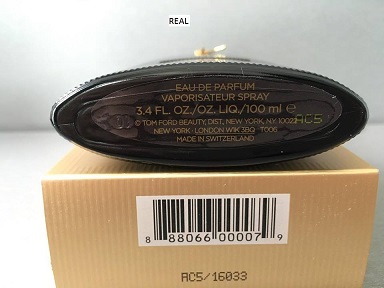 REAL
EAU DE PARFUM
VAPORISATEUR SPRAY
3.4 FL. OZ./OZ. LIQ./100 ml ℮
© TOM FORD BEAUTY, DIST, NEW YORK, NY 10022 AC5
NEW YORK - LONDON W1K 3BQ T006
MADE IN SWITZERLAND
8 88066 00007 9
AC5/16033